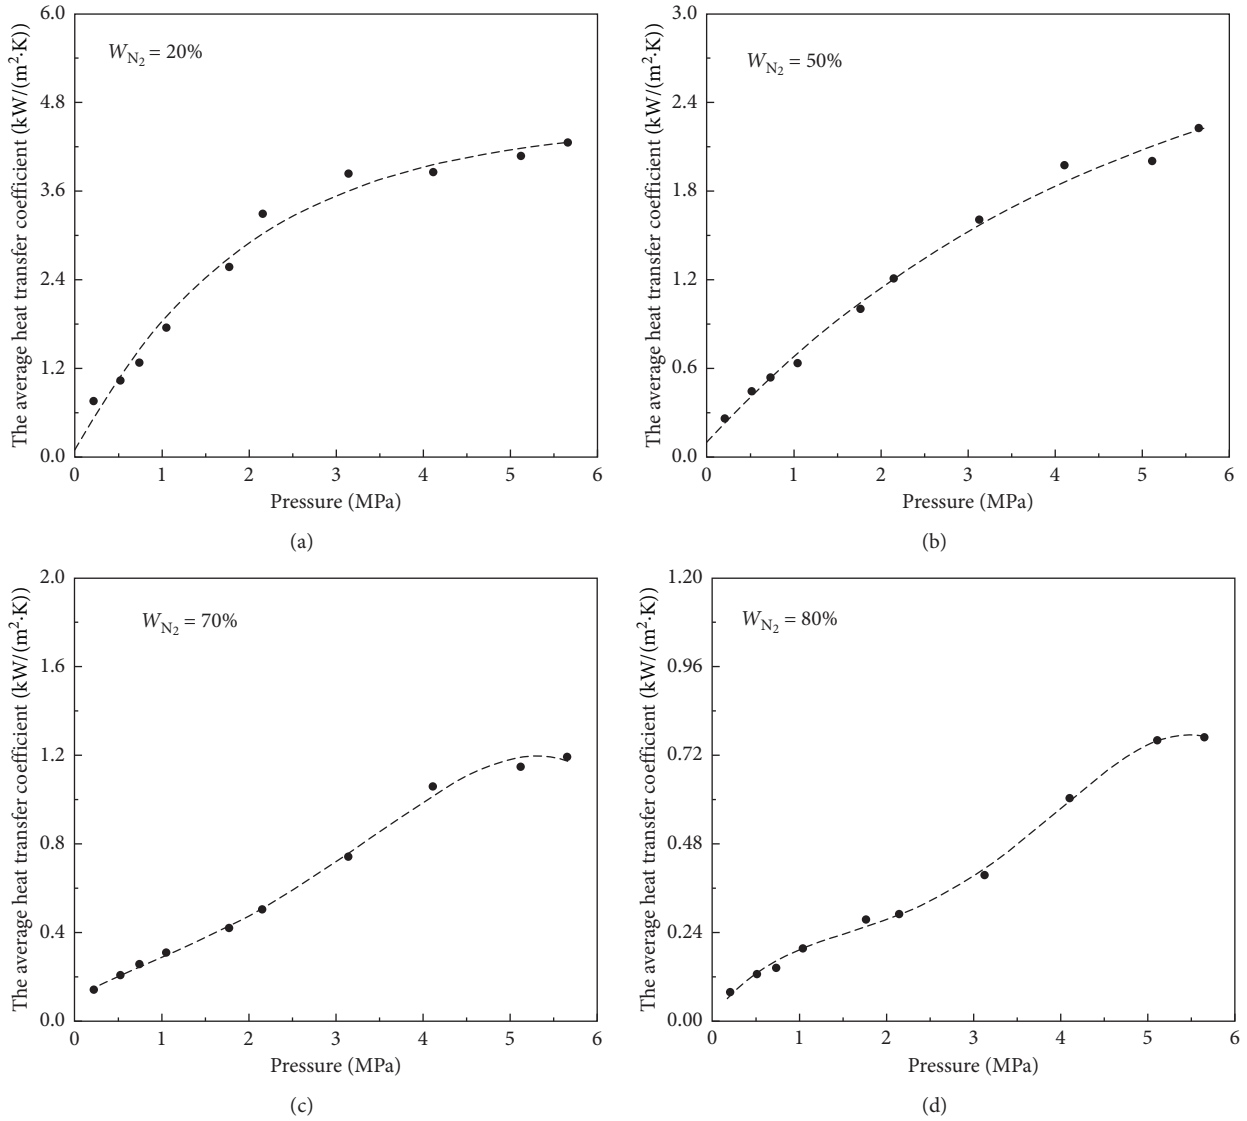 The average heat transfer coefficient (kW/(m²·K))
6.0
4.8
3.6
2.4
1.2
0.0
W_N₂ = 20%
0 1 2 3 4 5 6
Pressure (MPa)
(a)
The average heat transfer coefficient (kW/(m²·K))
3.0
2.4
1.8
1.2
0.6
0.0
W_N₂ = 50%
0 1 2 3 4 5 6
Pressure (MPa)
(b)
The average heat transfer coefficient (kW/(m²·K))
2.0
1.6
1.2
0.8
0.4
0.0
W_N₂ = 70%
0 1 2 3 4 5 6
Pressure (MPa)
(c)
The average heat transfer coefficient (kW/(m²·K))
1.20
0.96
0.72
0.48
0.24
0.00
W_N₂ = 80%
0 1 2 3 4 5 6
Pressure (MPa)
(d)